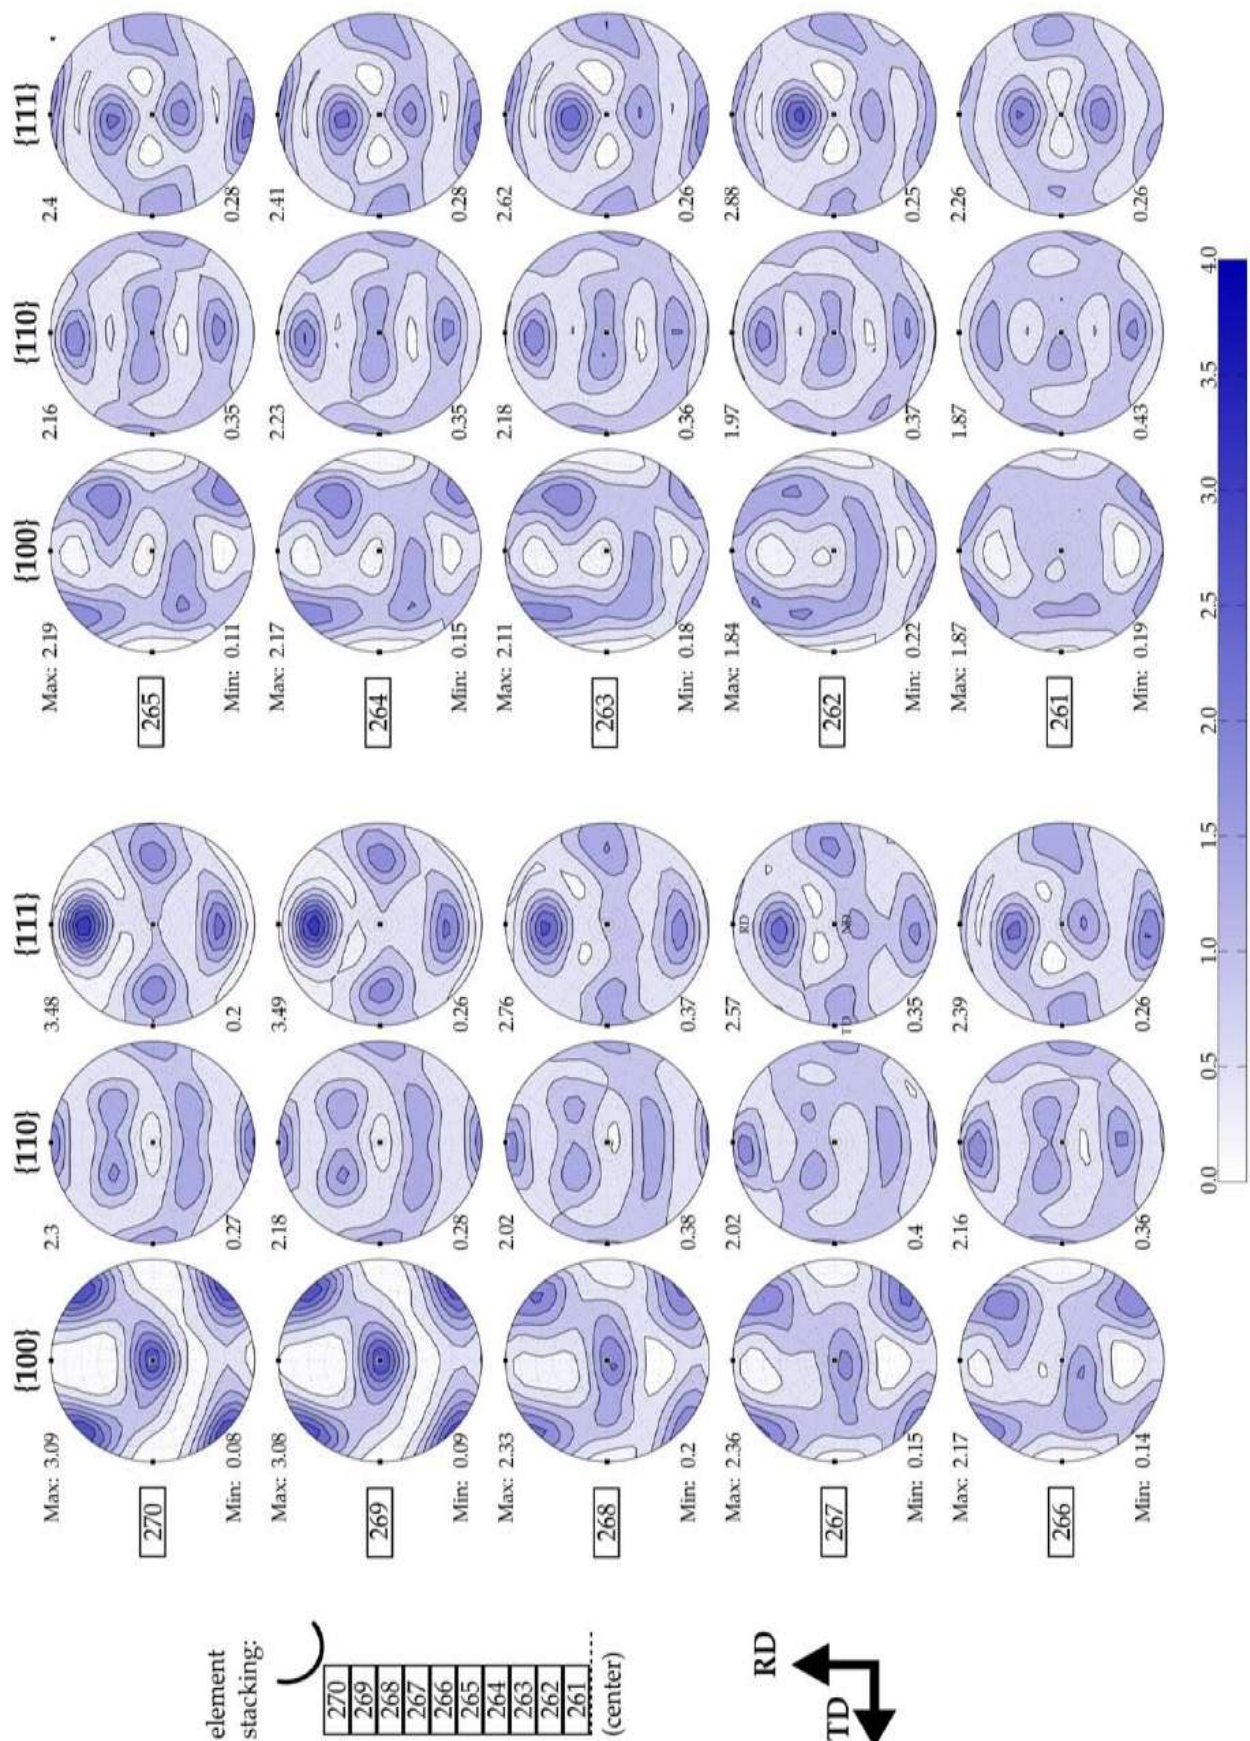 element
stacking:
270
269
268
267
266
265
264
263
262
261
(center)
RD
TD
{100} {110} {111}
Max: 3.09 2.3 3.48
270
Min: 0.08 0.27 0.2
Max: 3.08 2.18 3.49
269
Min: 0.09 0.28 0.26
Max: 2.33 2.02 2.76
268
Min: 0.2 0.38 0.37
Max: 2.36 2.02 2.57
267
RD
ND
TD
Min: 0.15 0.4 0.35
Max: 2.17 2.16 2.39
266
Min: 0.14 0.36 0.26
{100} {110} {111}
Max: 2.19 2.16 2.4
265
Min: 0.11 0.35 0.28
Max: 2.17 2.23 2.41
264
Min: 0.15 0.35 0.28
Max: 2.11 2.18 2.62
263
Min: 0.18 0.36 0.26
Max: 1.84 1.97 2.88
262
Min: 0.22 0.37 0.25
Max: 1.87 1.87 2.26
261
Min: 0.19 0.43 0.26
0.0 0.5 1.0 1.5 2.0 2.5 3.0 3.5 4.0